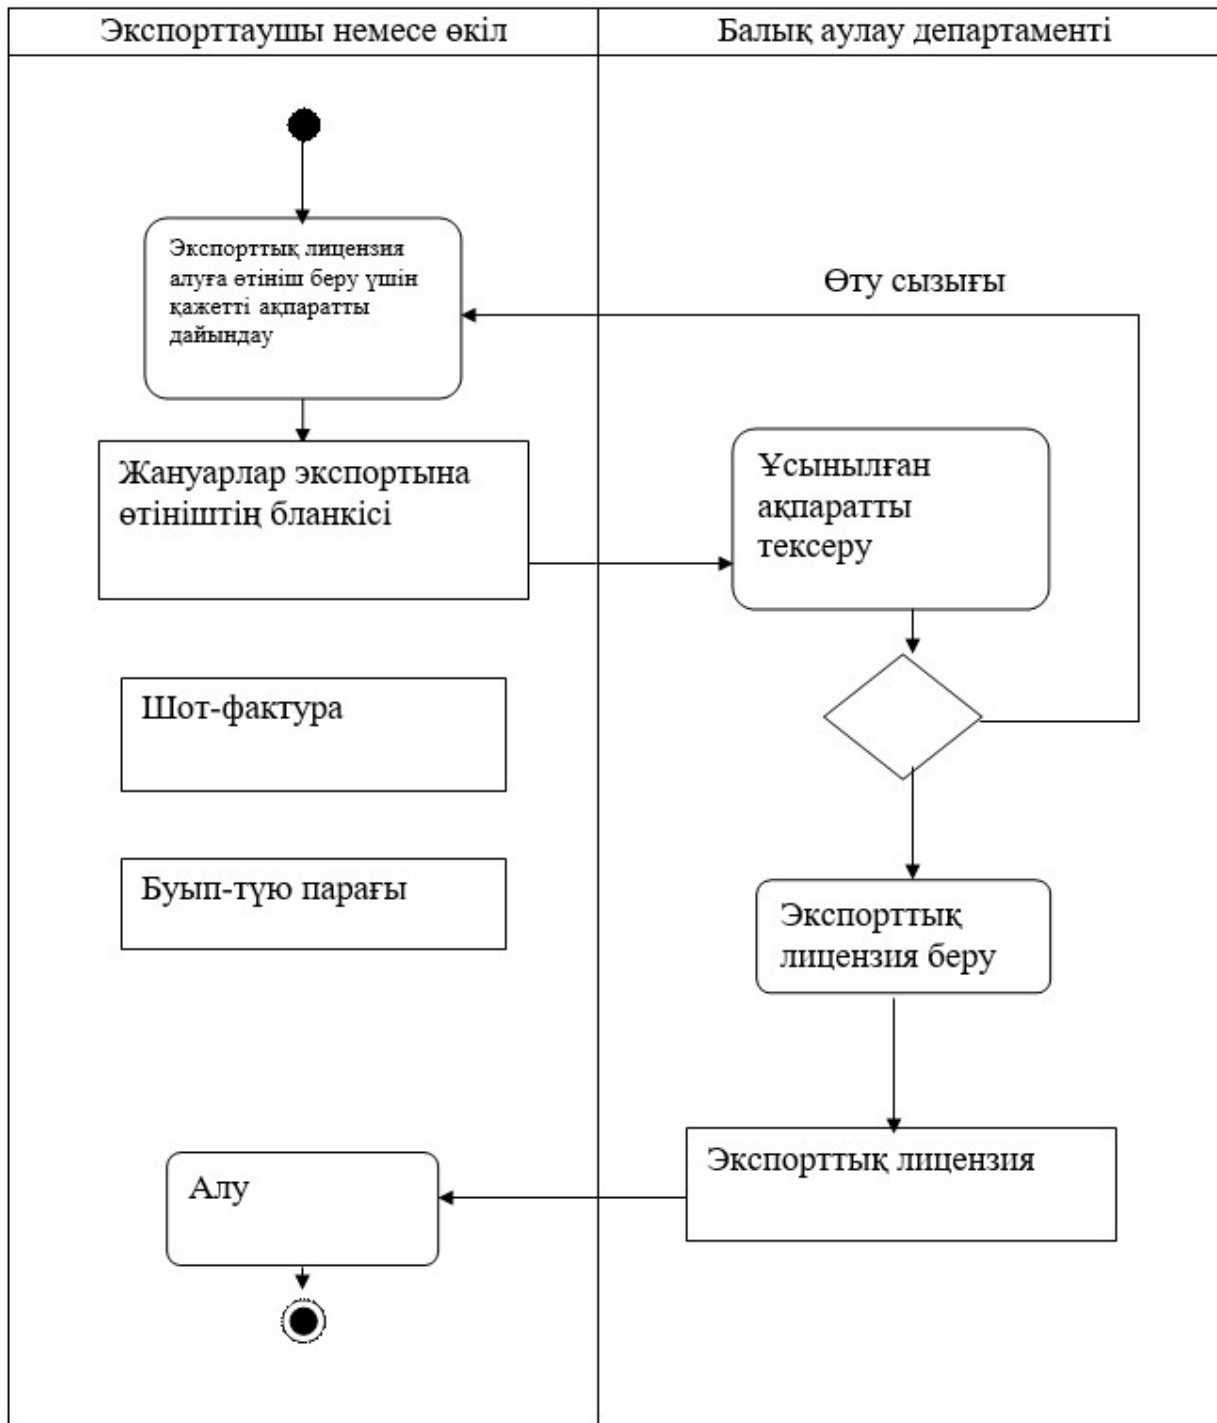 Экспорттаушы немесе өкіл
Балық аулау департаменті
Экспорттық лицензия
алуға өтініш беру үшін
қажетті ақпаратты
дайындау
Өту сызығы
Жануарлар экспортына
өтініштің бланкісі
Ұсынылған
ақпаратты
тексеру
Шот-фактура
Буып-түю парағы
Экспорттық
лицензия беру
Экспорттық лицензия
Алу